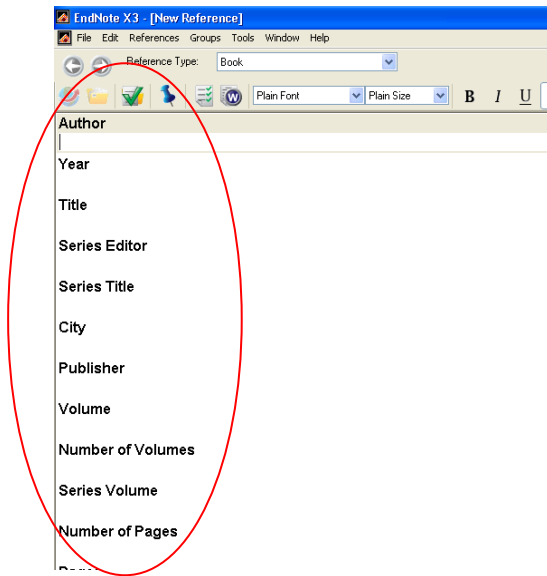 EndNote X3 - [New Reference]
File Edit References Groups Tools Window Help
Reference Type: Book
Plain Font Plain Size B I U
Author
Year
Title
Series Editor
Series Title
City
Publisher
Volume
Number of Volumes
Series Volume
Number of Pages